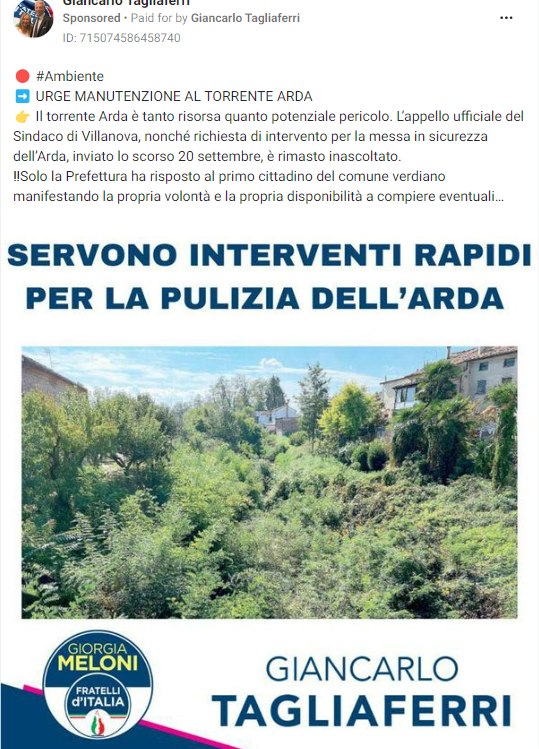 Giancarlo Tagliaferri
Sponsored • Paid for by Giancarlo Tagliaferri
ID: 715074586458740
🔴 #Ambiente
➡️ URGE MANUTENZIONE AL TORRENTE ARDA
👉 Il torrente Arda è tanto risorsa quanto potenziale pericolo. L'appello ufficiale del
Sindaco di Villanova, nonché richiesta di intervento per la messa in sicurezza
dell'Arda, inviato lo scorso 20 settembre, è rimasto inascoltato.
‼️Solo la Prefettura ha risposto al primo cittadino del comune verdiano
manifestando la propria volontà e la propria disponibilità a compiere eventuali...
SERVONO INTERVENTI RAPIDI
PER LA PULIZIA DELL'ARDA
GIORGIA
MELONI
FRATELLI
d'ITALIA
GIANCARLO
TAGLIAFERRI